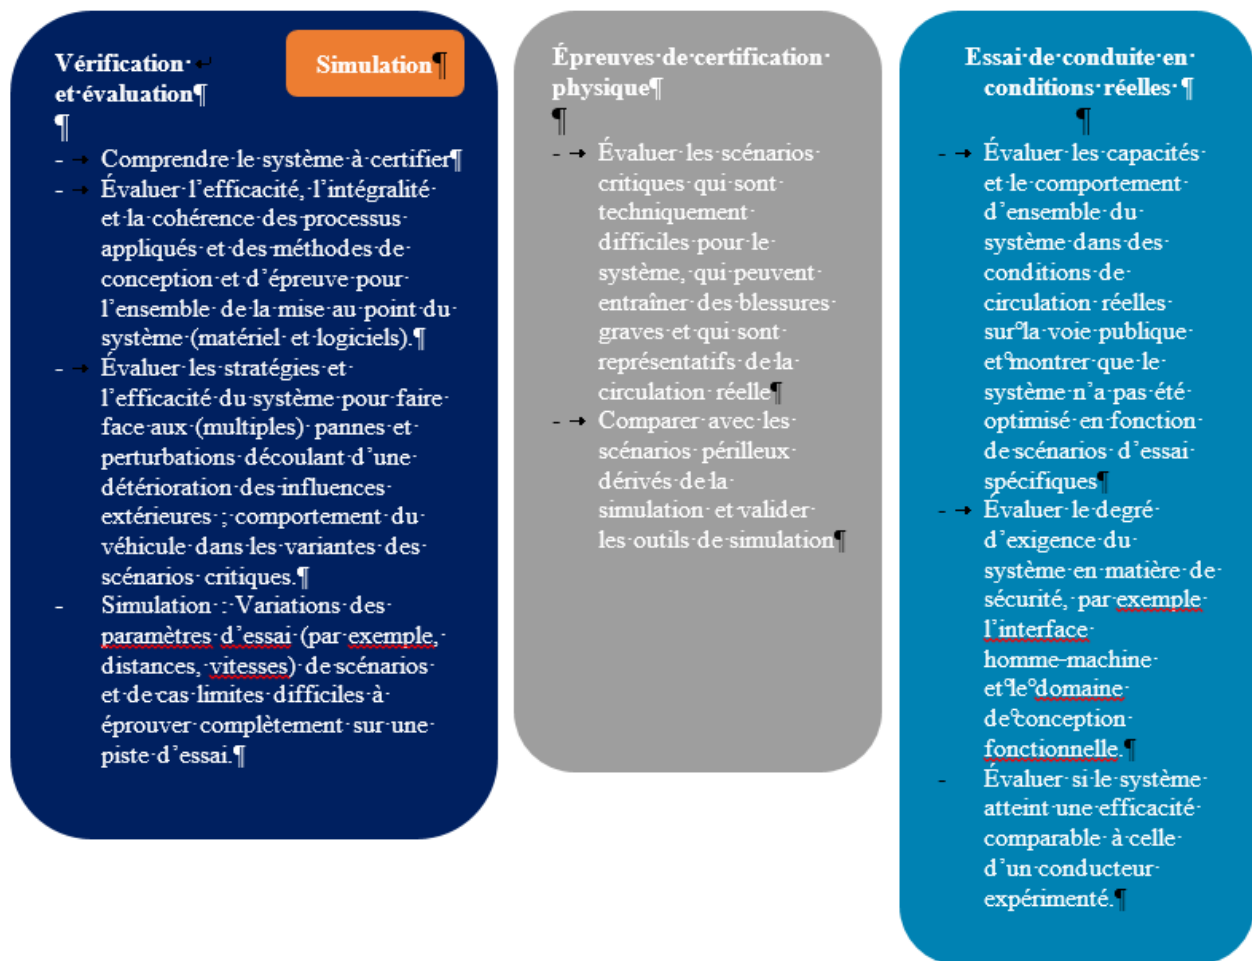 Vérification
et évaluation
Simulation
- Comprendre le système à certifier
- Évaluer l’efficacité, l’intégralité
et la cohérence des processus
appliqués et des méthodes de
conception et d’épreuve pour
l’ensemble de la mise au point du
système (matériel et logiciels).
- Évaluer les stratégies et
l’efficacité du système pour faire
face aux (multiples) pannes et
perturbations découlant d’une
détérioration des influences
extérieures ; comportement du
véhicule dans les variantes des
scénarios critiques.
- Simulation : Variations des
paramètres d’essai (par exemple,
distances, vitesses) de scénarios
et de cas limites difficiles à
éprouver complètement sur une
piste d’essai.
Épreuves de certification
physique
- Évaluer les scénarios
critiques qui sont
techniquement
difficiles pour le
système, qui peuvent
entraîner des blessures
graves et qui sont
représentatifs de la
circulation réelle
- Comparer avec les
scénarios périlleux
dérivés de la
simulation et valider
les outils de simulation
Essai de conduite en
conditions réelles
- Évaluer les capacités
et le comportement
d’ensemble du
système dans des
conditions de
circulation réelles
sur la voie publique
et montrer que le
système n’a pas été
optimisé en fonction
de scénarios d’essai
spécifiques
- Évaluer le degré
d’exigence du
système en matière de
sécurité, par exemple
l’interface
homme-machine
et le domaine
de conception
fonctionnelle.
- Évaluer si le système
atteint une efficacité
comparable à celle
d’un conducteur
expérimenté.